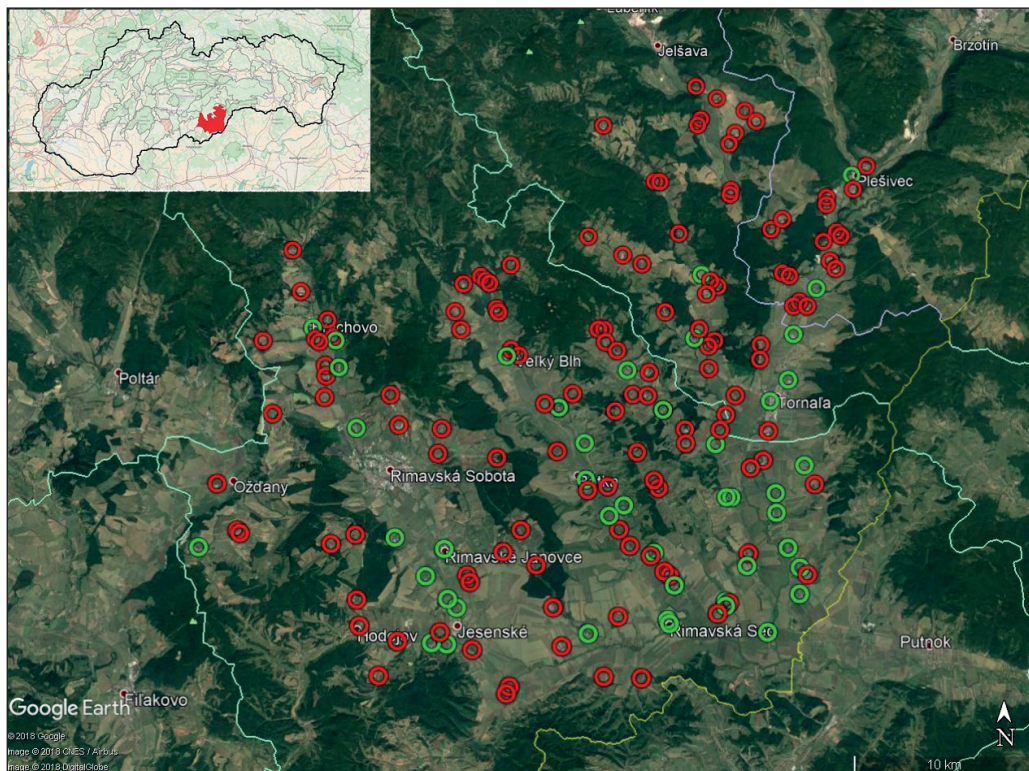 Jelšava
Brzotín
Plešivec
Poltár
Veľký Blh
Tornaľa
Ožďany
Rimavská Sobota
Rimavské Janovce
Hodejov
Jesenské
Putnok
Fiľakovo
Google Earth
© 2018 Google
Image © 2018 CNES / Airbus
Image © 2018 DigitalGlobe
N
10 km